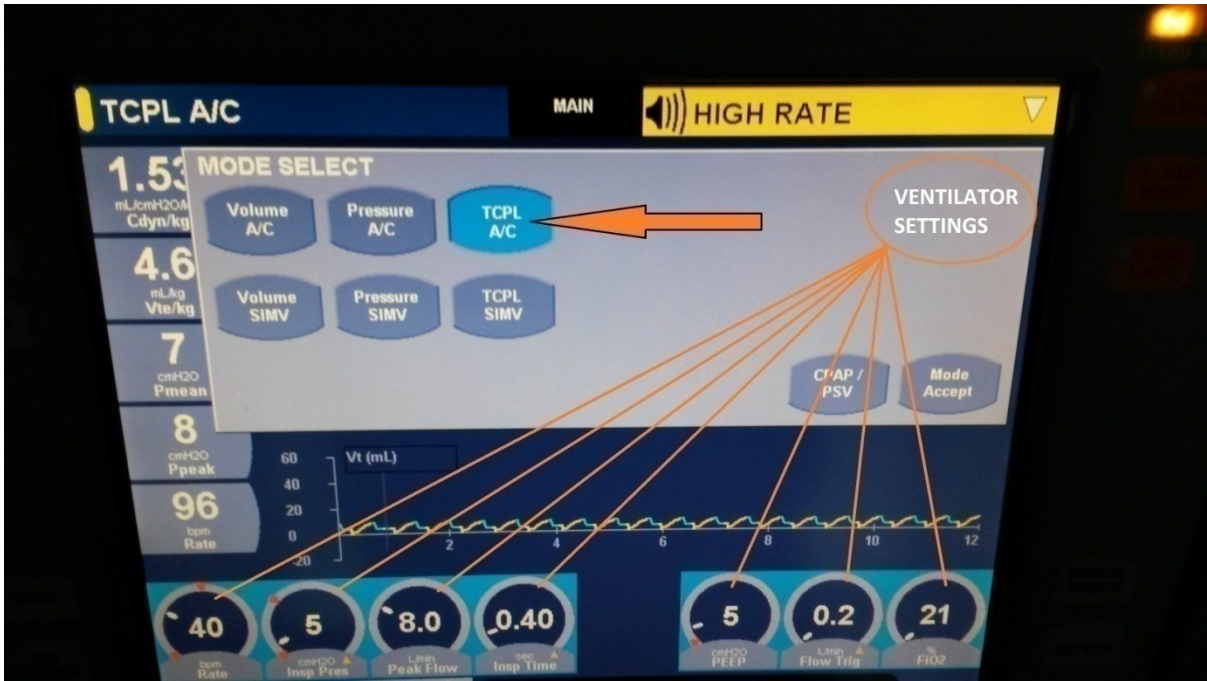 TCPL A/C
MAIN
HIGH RATE
MODE SELECT
Volume
A/C
Pressure
A/C
TCPL
A/C
Volume
SIMV
Pressure
SIMV
TCPL
SIMV
CPAP /
PSV
Mode
Accept
VENTILATOR
SETTINGS
1.53
Cdyn/kg
4.6
mL/kg
Vte/kg
7
cmH2O
Pmean
8
cmH2O
Ppeak
96
bpm
Rate
Vt (mL)
60
40
20
0
-20
2
4
6
8
10
12
40
bpm
Rate
5
cmH2O
Insp Pres
8.0
L/min
Peak Flow
0.40
sec
Insp Time
5
cmH2O
PEEP
0.2
L/min
Flow Trig
21
%
FiO2